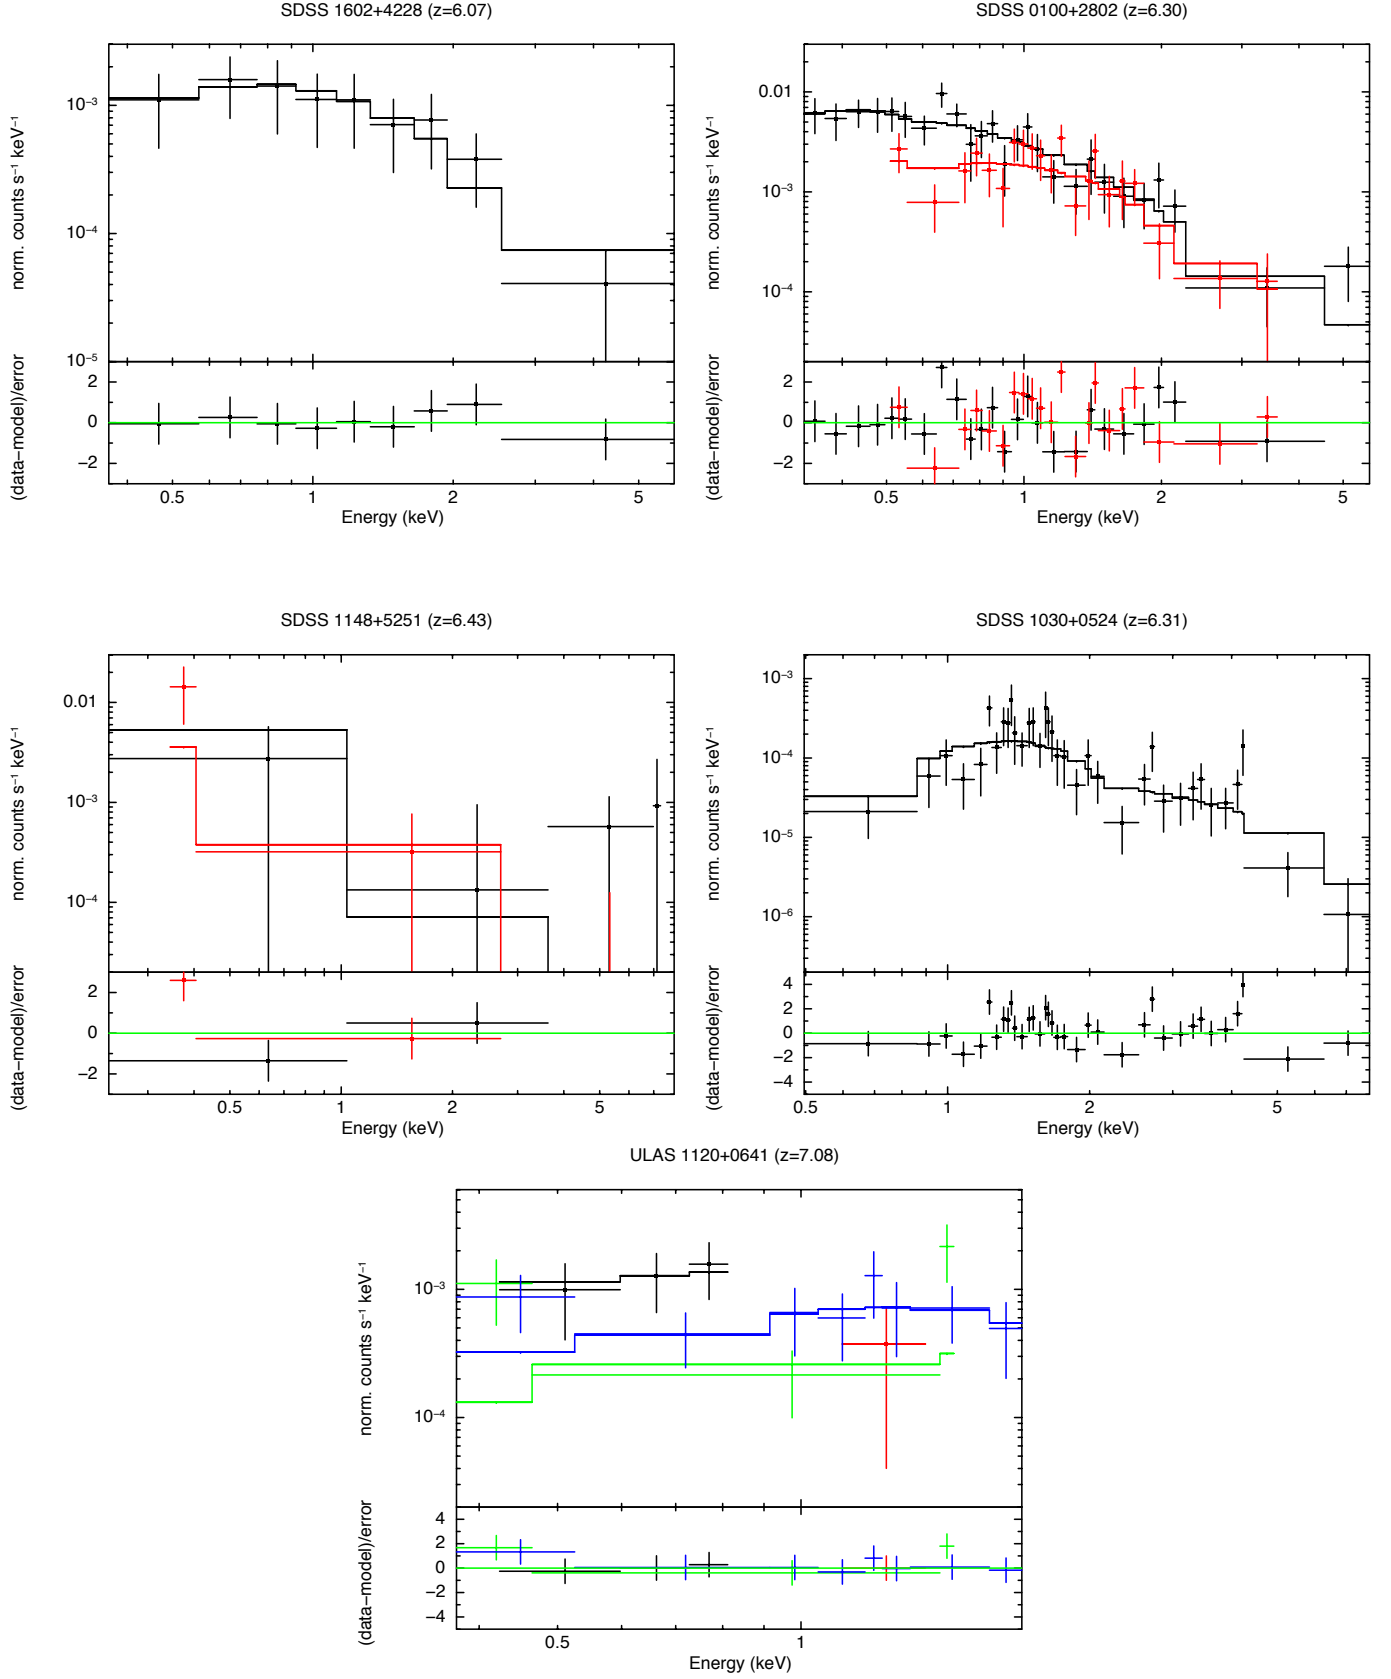 SDSS 1602+4228 (z=6.07)
norm. counts s⁻¹ keV⁻¹
10⁻³
10⁻⁴
10⁻⁵
(data−model)/error
2
0
−2
0.5 1 2 5
Energy (keV)
SDSS 0100+2802 (z=6.30)
norm. counts s⁻¹ keV⁻¹
0.01
10⁻³
10⁻⁴
(data−model)/error
2
0
−2
0.5 1 2 5
Energy (keV)
SDSS 1148+5251 (z=6.43)
norm. counts s⁻¹ keV⁻¹
0.01
10⁻³
10⁻⁴
(data−model)/error
2
0
−2
0.5 1 2 5
Energy (keV)
SDSS 1030+0524 (z=6.31)
norm. counts s⁻¹ keV⁻¹
10⁻³
10⁻⁴
10⁻⁵
10⁻⁶
(data−model)/error
4
2
0
−2
−4
0.5 1 2 5
Energy (keV)
ULAS 1120+0641 (z=7.08)
norm. counts s⁻¹ keV⁻¹
10⁻³
10⁻⁴
(data−model)/error
4
2
0
−2
−4
0.5 1
Energy (keV)